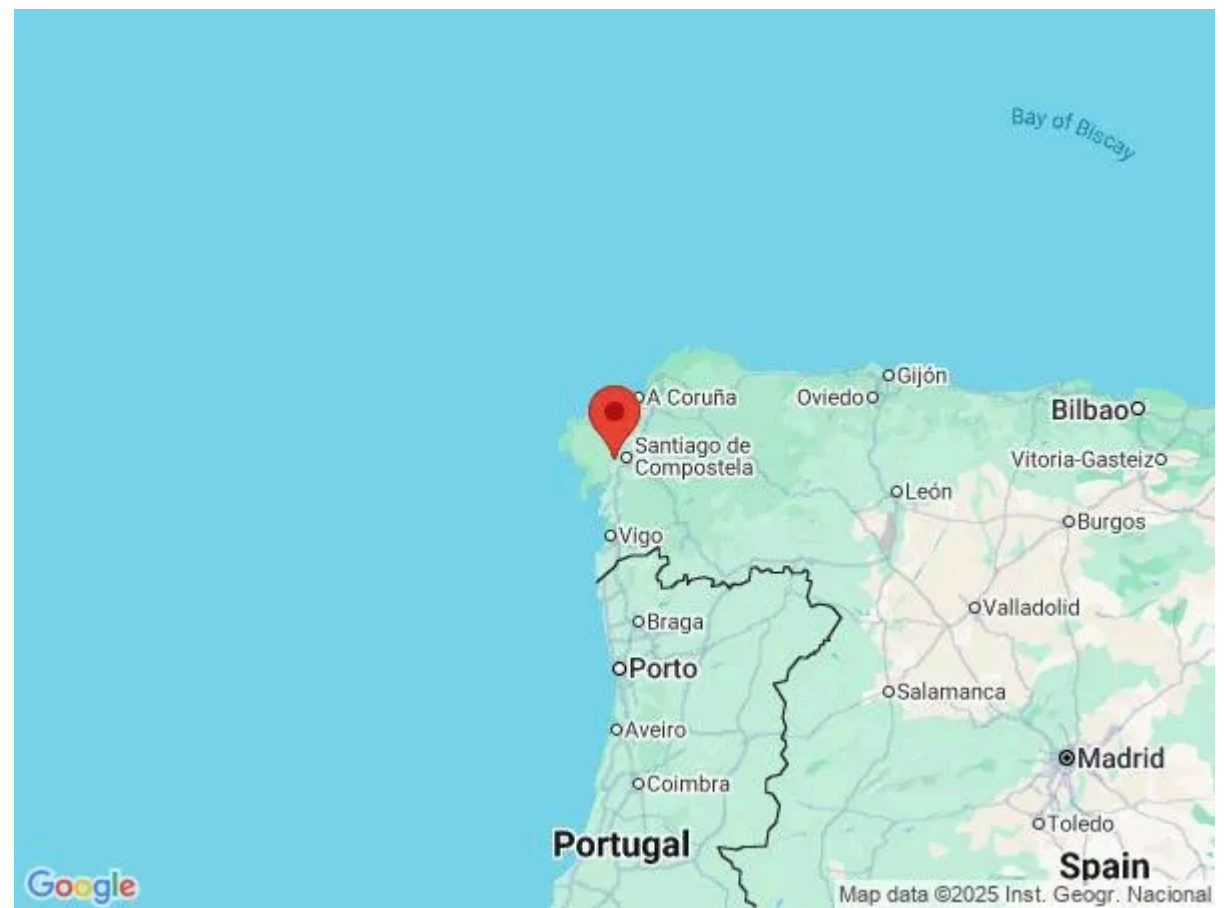 Bay of Biscay
Gijón
A Coruña
Oviedo
Bilbao
Santiago de
Compostela
Vitoria-Gasteiz
León
Burgos
Vigo
Valladolid
Braga
Porto
Salamanca
Aveiro
Madrid
Coimbra
Toledo
Portugal
Spain
Google
Map data ©2025 Inst. Geogr. Nacional